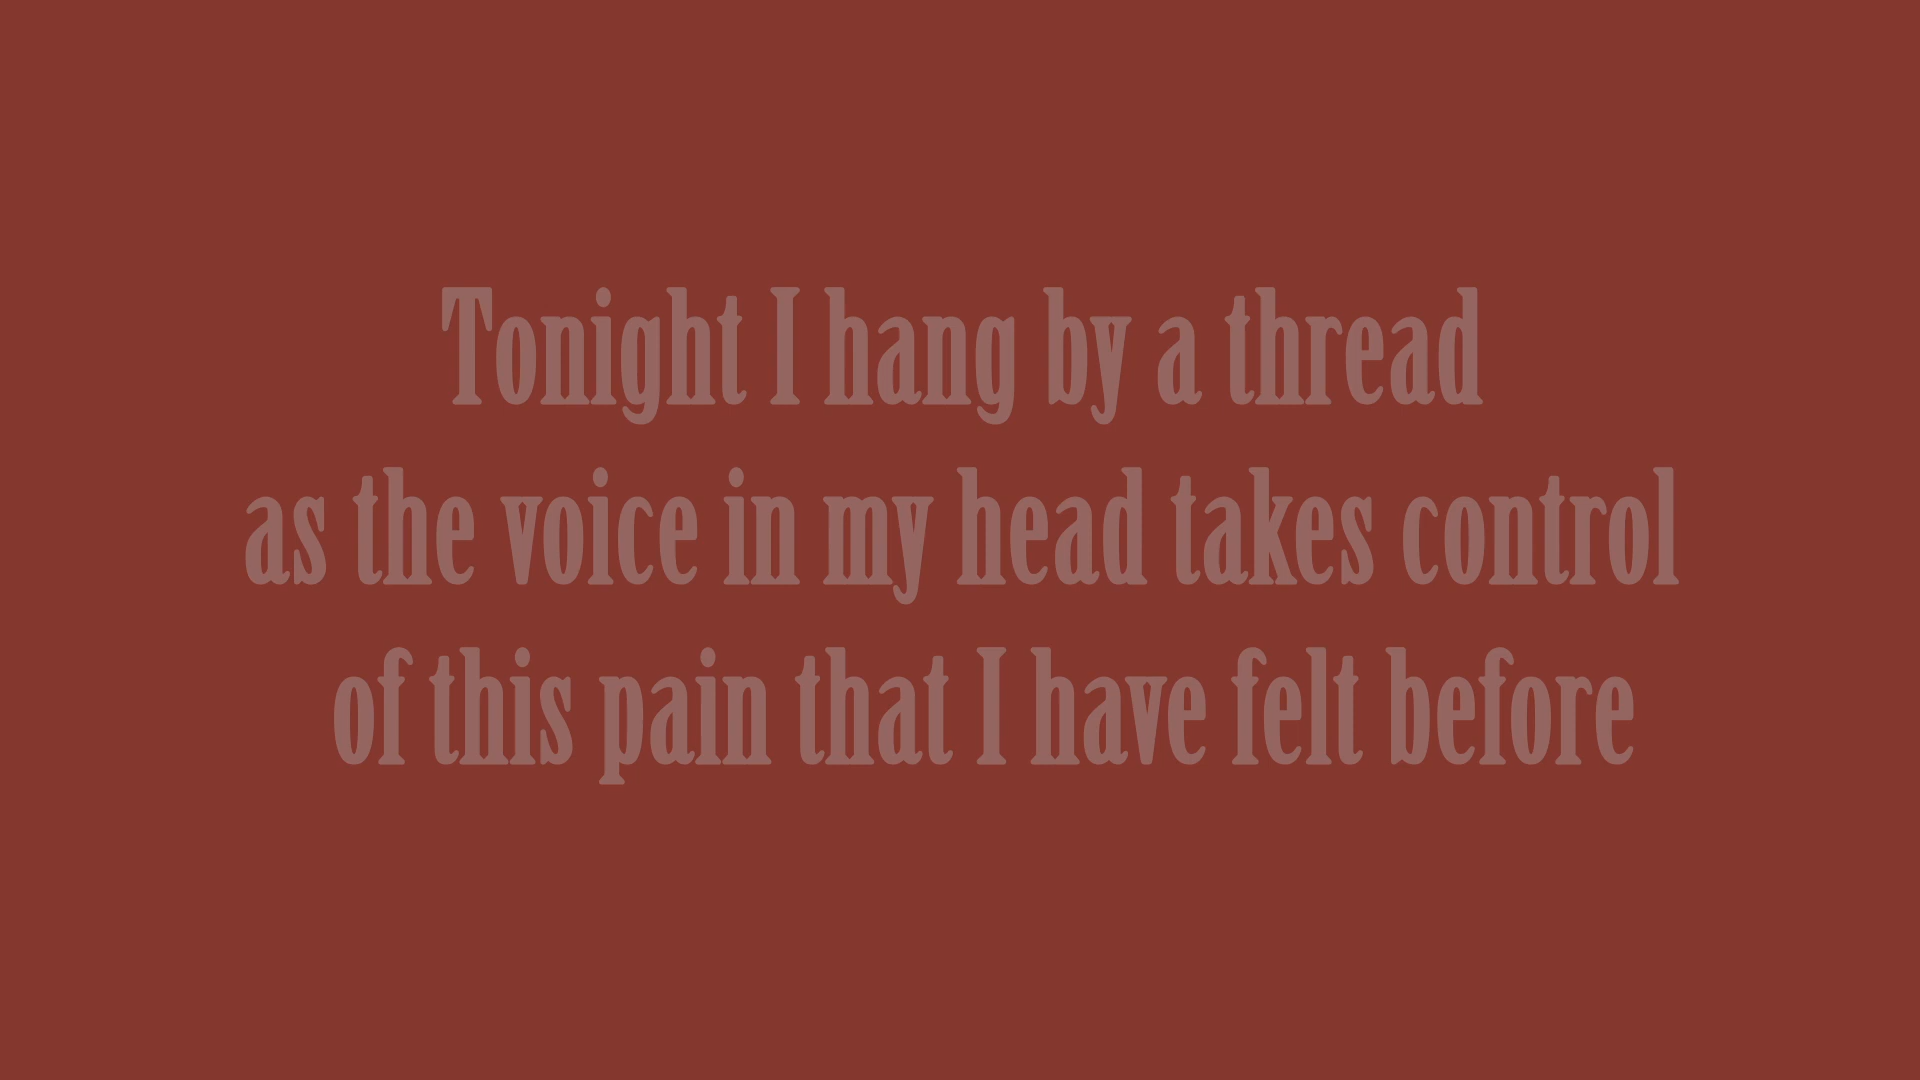 Tonight I hang by a thread
as the voice in my head takes control
of this pain that I have felt before